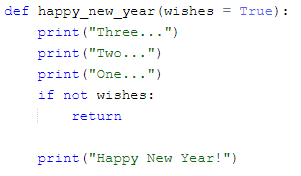 def happy_new_year(wishes = True):
    print("Three...")
    print("Two...")
    print("One...")
    if not wishes:
        return

    print("Happy New Year!")